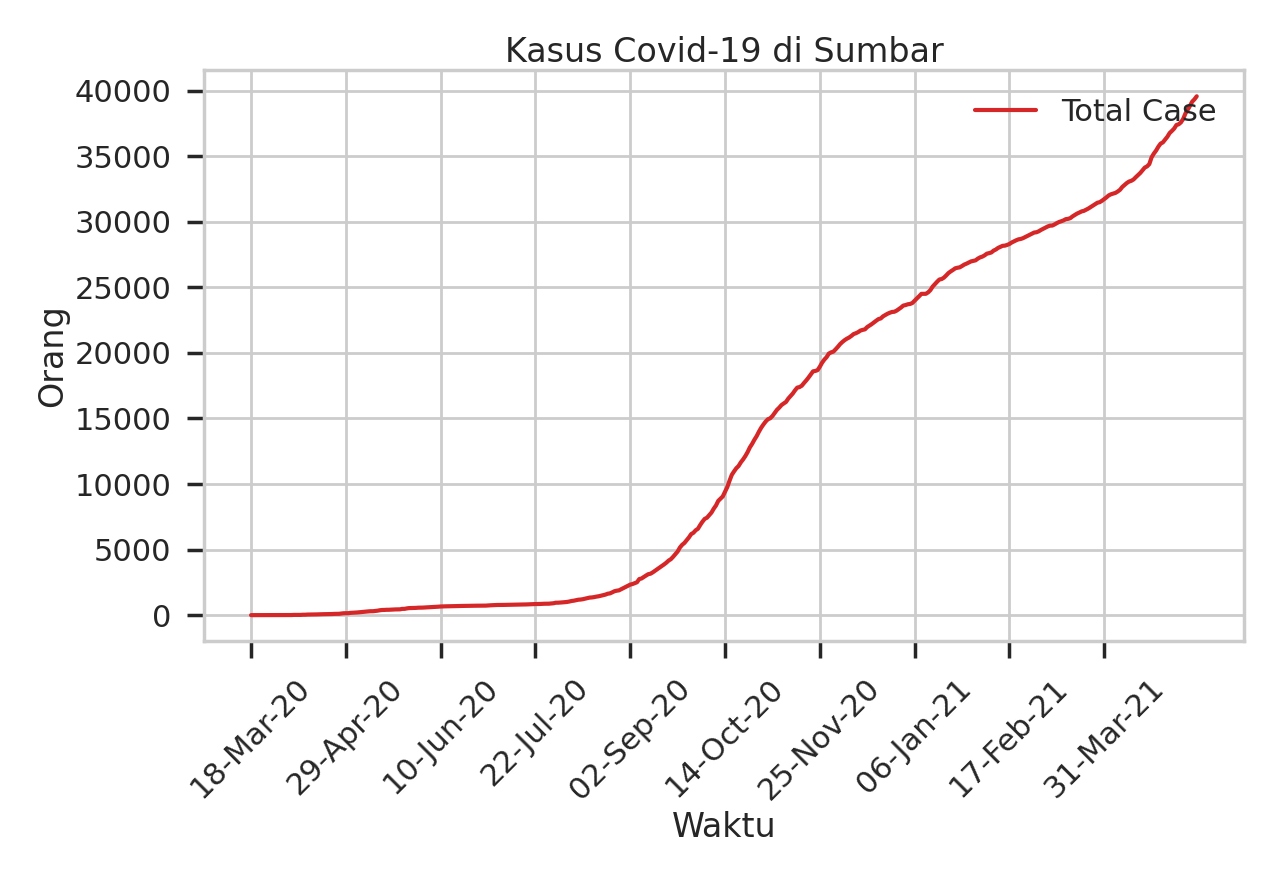 Kasus Covid-19 di Sumbar
Total Case
40000
35000
30000
25000
20000
15000
10000
5000
0
Orang
18-Mar-20
29-Apr-20
10-Jun-20
22-Jul-20
02-Sep-20
14-Oct-20
25-Nov-20
06-Jan-21
17-Feb-21
31-Mar-21
Waktu